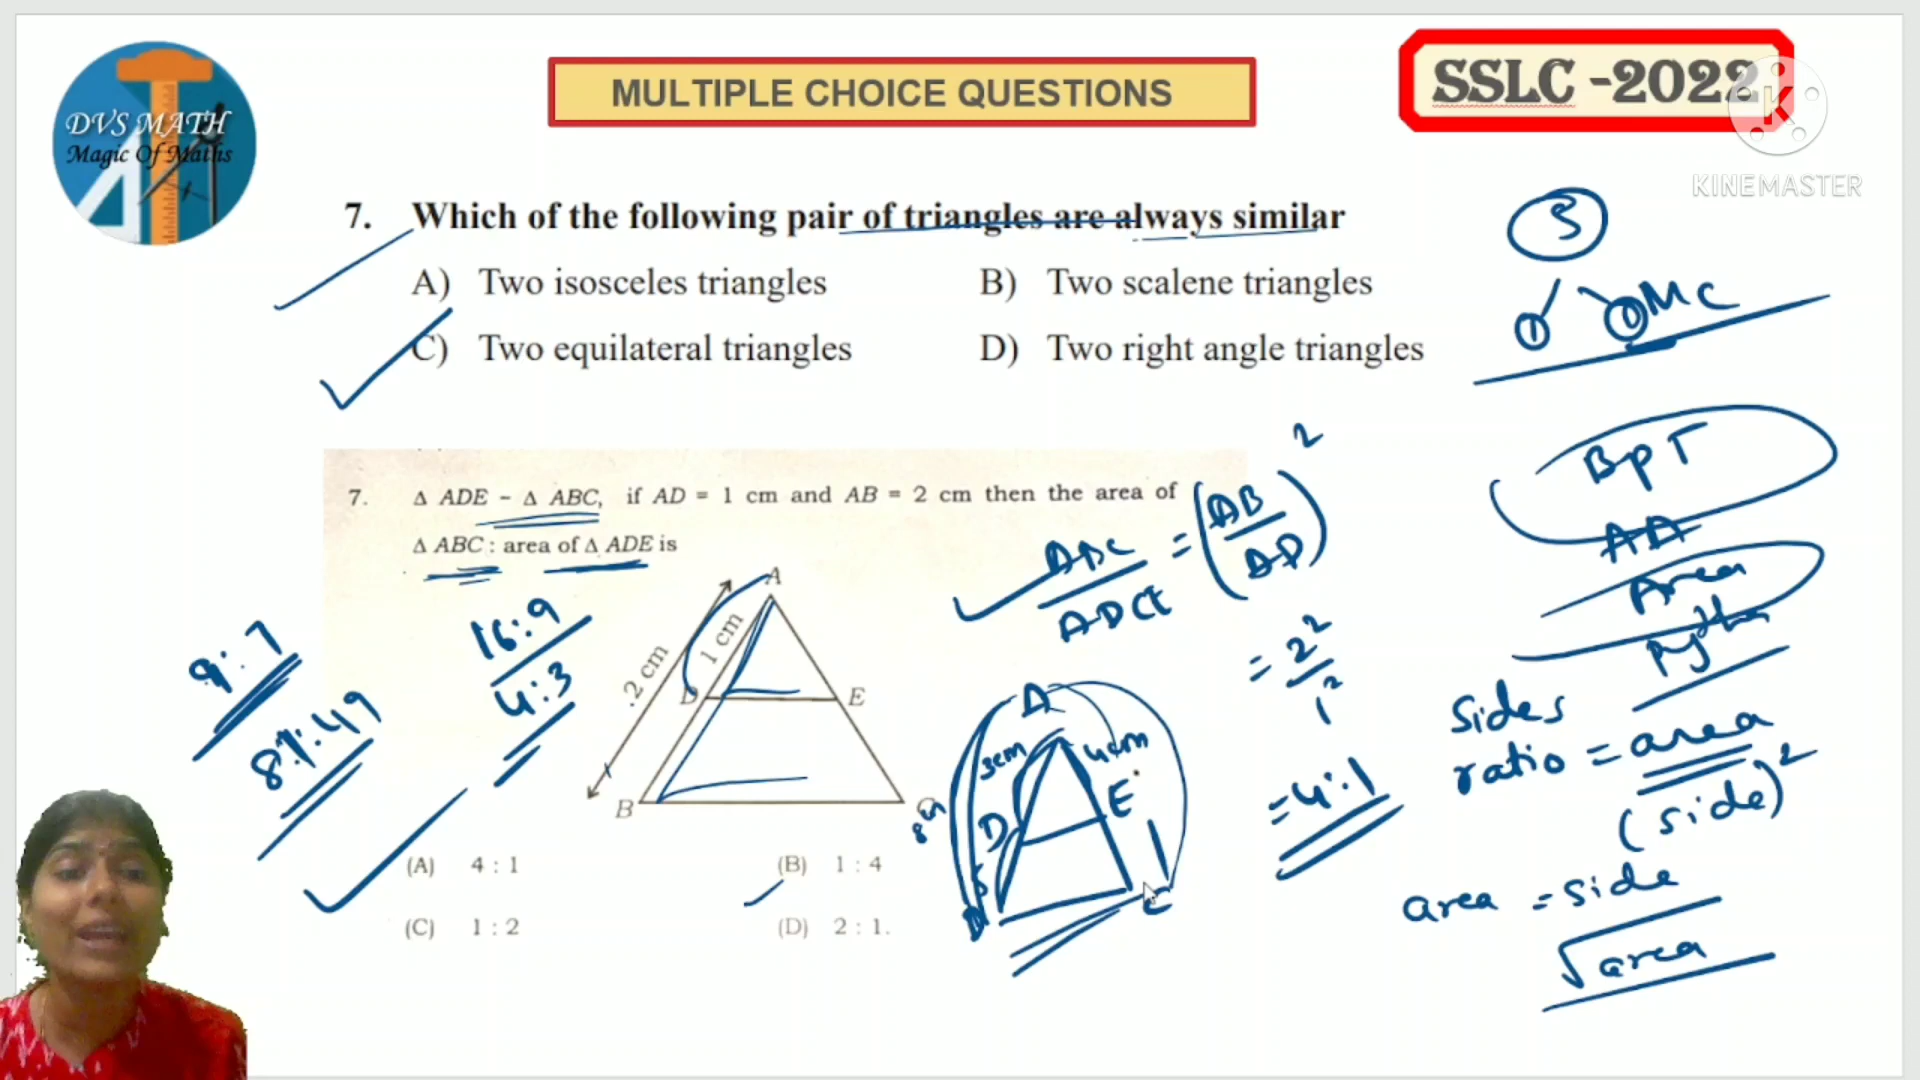 DVS MATH
Magic Of Maths
MULTIPLE CHOICE QUESTIONS
SSLC -2022
KINEMASTER
7. Which of the following pair of triangles are always similar
A) Two isosceles triangles B) Two scalene triangles
C) Two equilateral triangles D) Two right angle triangles
3
1 1 MC
BPT
AA
Area
7. Δ ADE ~ Δ ABC, if AD = 1 cm and AB = 2 cm then the area of
Δ ABC : area of Δ ADE is
A
1 cm
2 cm
D E
B
(A) 4 : 1 (B) 1 : 4
(C) 1 : 2 (D) 2 : 1.
9:7
81:49
16:9
4:3
= (AB/AD)²
= 2²/1²
= 4:1
A
3cm 4cm
D E
C
Sides
ratio = area
(side)²
area = side
√area